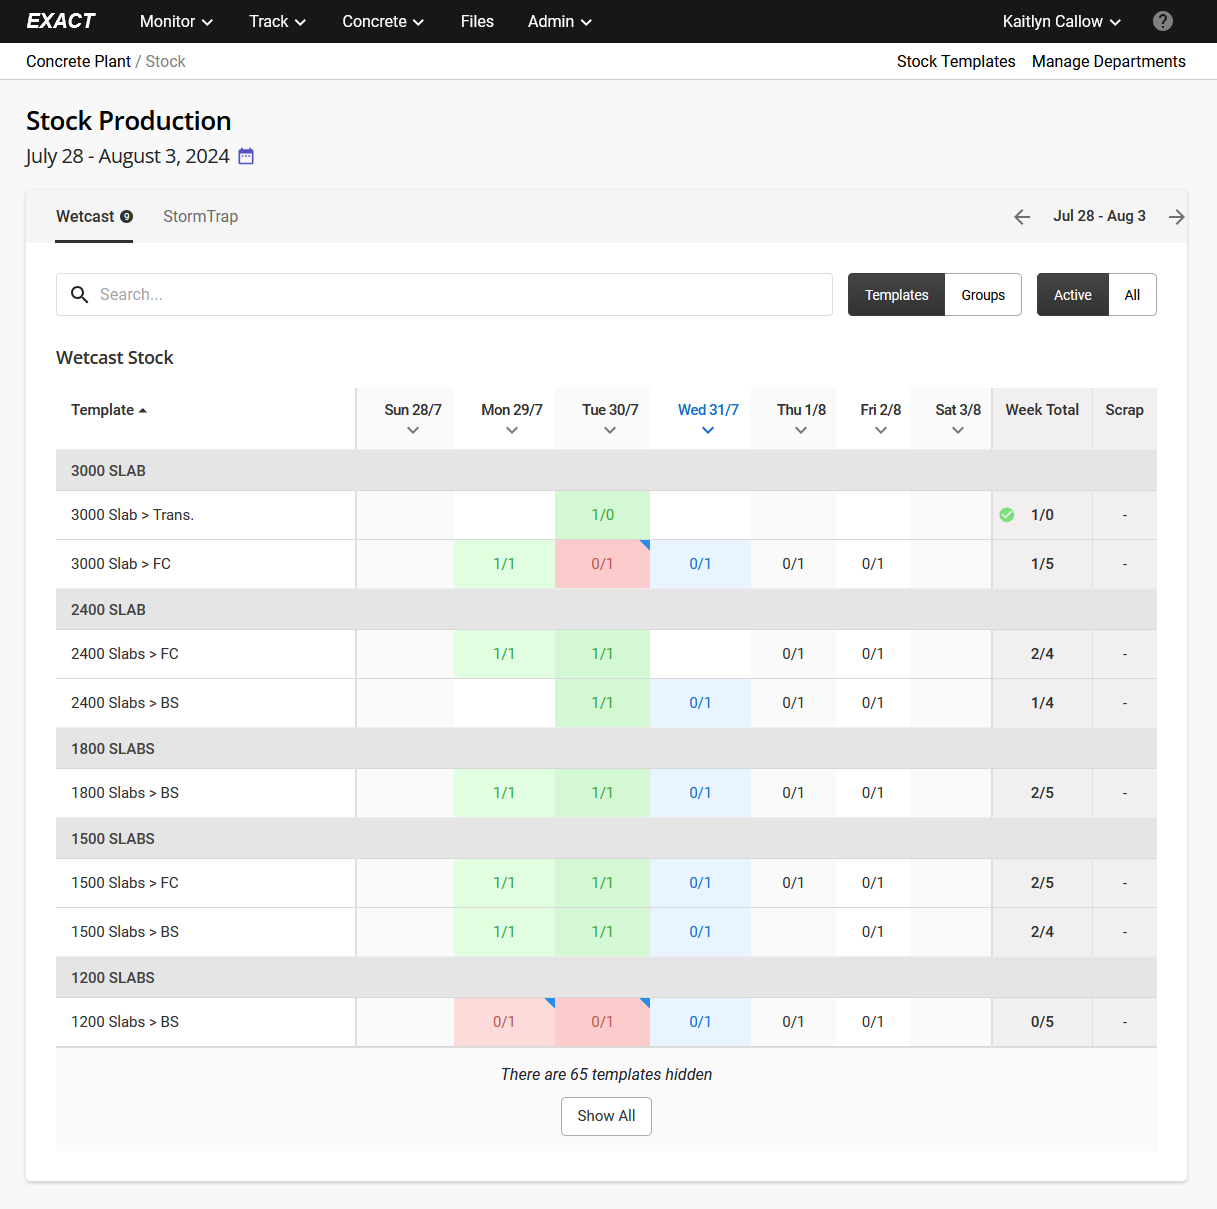 EXACT Monitor Track Concrete Files Admin Kaitlyn Callow ?
Concrete Plant / Stock Stock Templates Manage Departments
Stock Production
July 28 - August 3, 2024
Wetcast 9 StormTrap Jul 28 - Aug 3
Search... Templates Groups Active All
Wetcast Stock
Template Sun 28/7 Mon 29/7 Tue 30/7 Wed 31/7 Thu 1/8 Fri 2/8 Sat 3/8 Week Total Scrap
3000 SLAB
3000 Slab > Trans. 1/0 1/0 -
3000 Slab > FC 1/1 0/1 0/1 0/1 0/1 1/5 -
2400 SLAB
2400 Slabs > FC 1/1 1/1 0/1 0/1 2/4 -
2400 Slabs > BS 1/1 0/1 0/1 0/1 1/4 -
1800 SLABS
1800 Slabs > BS 1/1 1/1 0/1 0/1 0/1 2/5 -
1500 SLABS
1500 Slabs > FC 1/1 1/1 0/1 0/1 0/1 2/5 -
1500 Slabs > BS 1/1 1/1 0/1 0/1 2/4 -
1200 SLABS
1200 Slabs > BS 0/1 0/1 0/1 0/1 0/1 0/5 -
There are 65 templates hidden
Show All